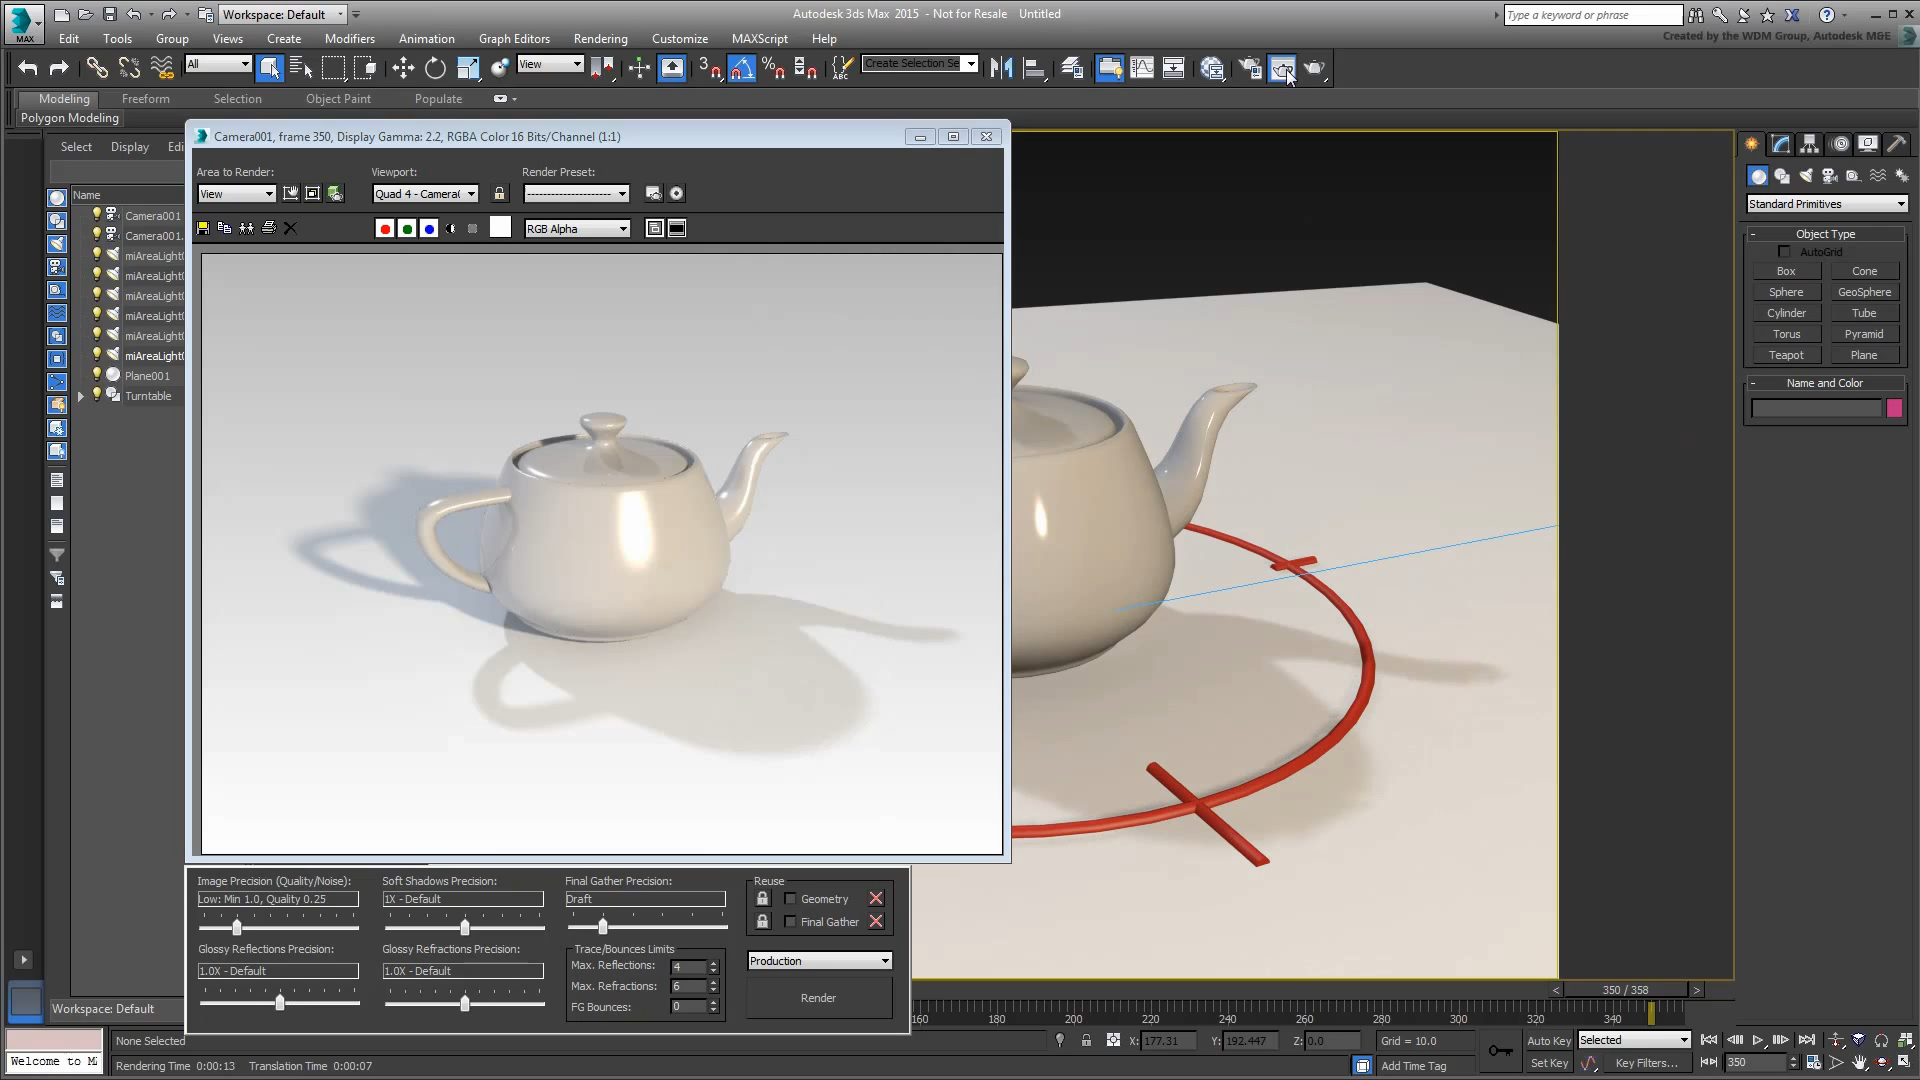 Workspace: Default
Autodesk 3ds Max 2015 - Not for Resale Untitled
Type a keyword or phrase
MAX
Edit Tools Group Views Create Modifiers Animation Graph Editors Rendering Customize MAXScript Help
Created by the WDM Group, Autodesk M&E
All
View
Create Selection Se
Modeling Freeform Selection Object Paint Populate
Polygon Modeling
Select Display Edi
Name
Camera001
Camera001.
miAreaLight0
miAreaLight0
miAreaLight0
miAreaLight0
miAreaLight0
miAreaLight0
Plane001
Turntable
Camera001, frame 350, Display Gamma: 2.2, RGBA Color 16 Bits/Channel (1:1)
Area to Render: Viewport: Render Preset:
View Quad 4 - Camera( --------------------
RGB Alpha
Standard Primitives
- Object Type
AutoGrid
Box Cone
Sphere GeoSphere
Cylinder Tube
Torus Pyramid
Teapot Plane
- Name and Color
Image Precision (Quality/Noise): Soft Shadows Precision: Final Gather Precision: Reuse
Low: Min 1.0, Quality 0.25 1X - Default Draft Geometry
Final Gather
Glossy Reflections Precision: Glossy Refractions Precision: Trace/Bounces Limits
1.0X - Default 1.0X - Default Max. Reflections: 4 Production
Max. Refractions: 6
FG Bounces: 0 Render
Workspace: Default
< 350 / 358 >
160 180 200 220 240 260 280 300 320 340
None Selected X: 177.31 Y: 192.447 Z: 0.0 Grid = 10.0 Auto Key Selected
Welcome to M
Rendering Time 0:00:13 Translation Time 0:00:07 Add Time Tag Set Key Key Filters... 350